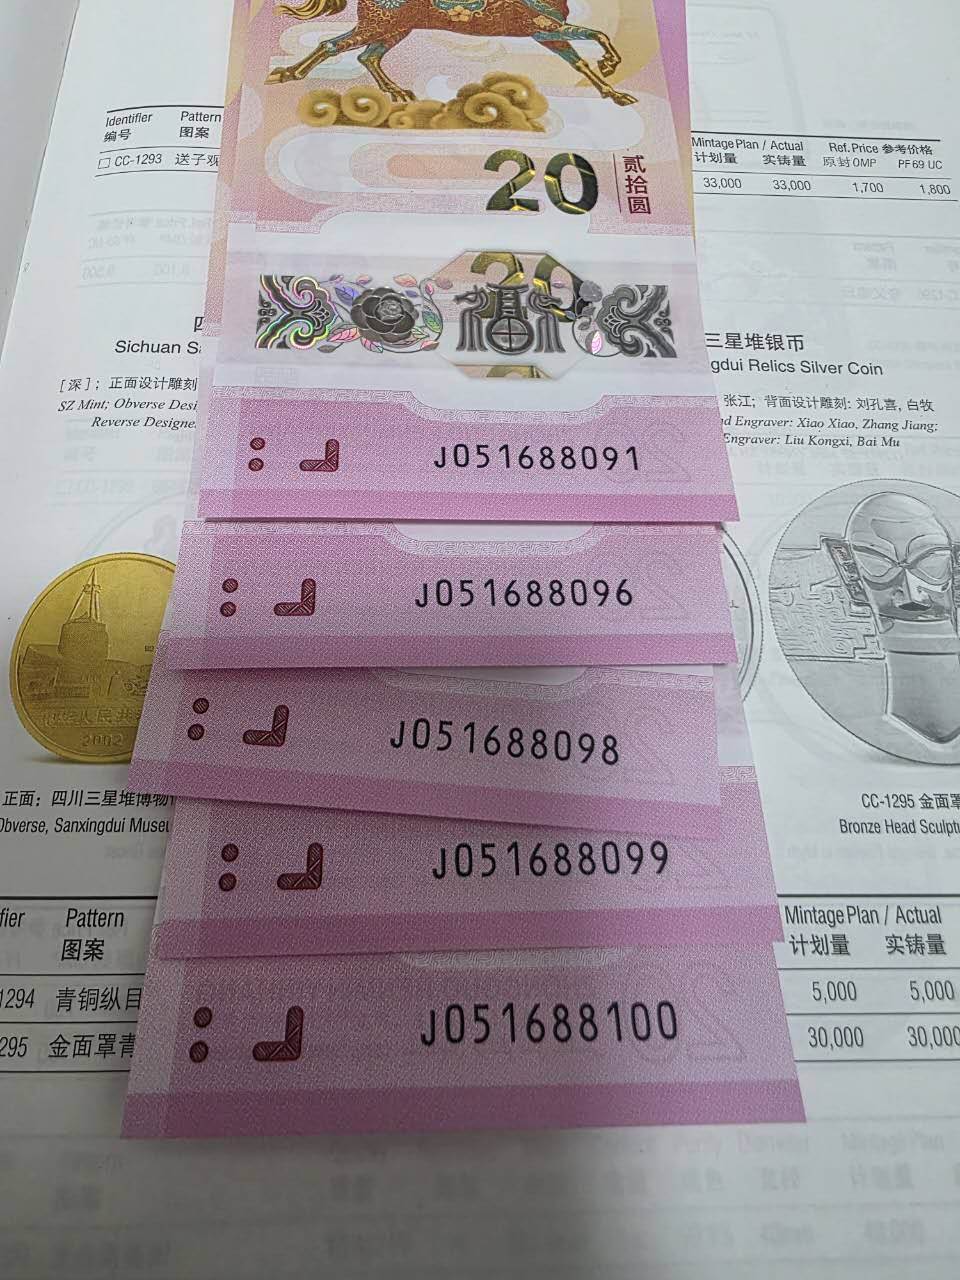 Identifier
编号
Pattern
图案
Mintage Plan / Actual
计划量 实铸量
Ref. Price 参考价格
原封 OMP PF 69 UC
CC-1293 送子观
33,000 33,000 1,700 1,800
20
贰拾圆
20
福
Sichuan S
三星堆银币
gdui Relics Silver Coin
[深]；正面设计雕刻
SZ Mint; Obverse Desi
Reverse Designe
张江；背面设计雕刻: 刘孔喜, 白牧
d Engraver: Xiao Xiao, Zhang Jiang;
Engraver: Liu Kongxi, Bai Mu
J051688091
J051688096
J051688098
J051688099
J051688100
2002
正面：四川三星堆博物
Obverse, Sanxingdui Museu
CC-1295 金面罩
Bronze Head Sculpt
fier Pattern
图案
Mintage Plan / Actual
计划量 实铸量
1294 青铜纵目
5,000 5,000
295 金面罩青
30,000 30,000